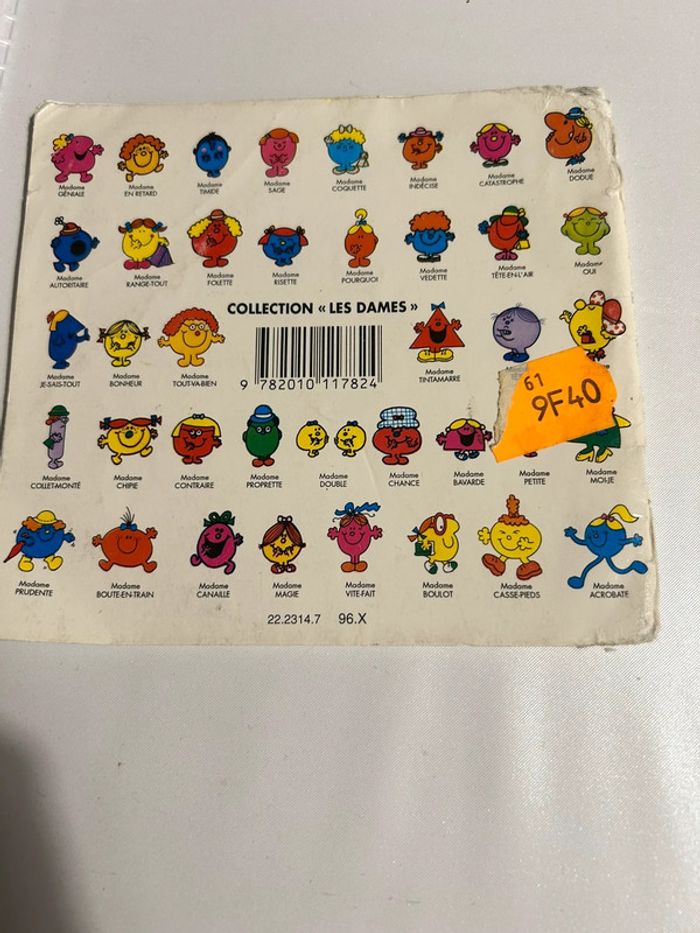 Madame GÉNIALE
Madame EN RETARD
Madame TIMIDE
Madame SAGE
Madame COQUETTE
Madame INDÉCISE
Madame CATASTROPHE
Madame DODUE
Madame AUTORITAIRE
Madame RANGE-TOUT
Madame FOLETTE
Madame RISETTE
Madame POURQUOI
Madame VEDETTE
Madame TÊTE-EN-L'AIR
Madame OUI
COLLECTION « LES DAMES »
Madame JE-SAIS-TOUT
Madame BONHEUR
Madame TOUT-VA-BIEN
9 782010 117824
Madame TINTAMARRE
61
9F40
Madame COLLET-MONTÉ
Madame CHIPIE
Madame CONTRAIRE
Madame PROPRETTE
Madame DOUBLE
Madame CHANCE
Madame BAVARDE
Madame PETITE
Madame MOI-JE
Madame PRUDENTE
Madame BOUTE-EN-TRAIN
Madame CANAILLE
Madame MAGIE
Madame VITE-FAIT
Madame BOULOT
Madame CASSE-PIEDS
Madame ACROBATE
22.2314.7 96.X